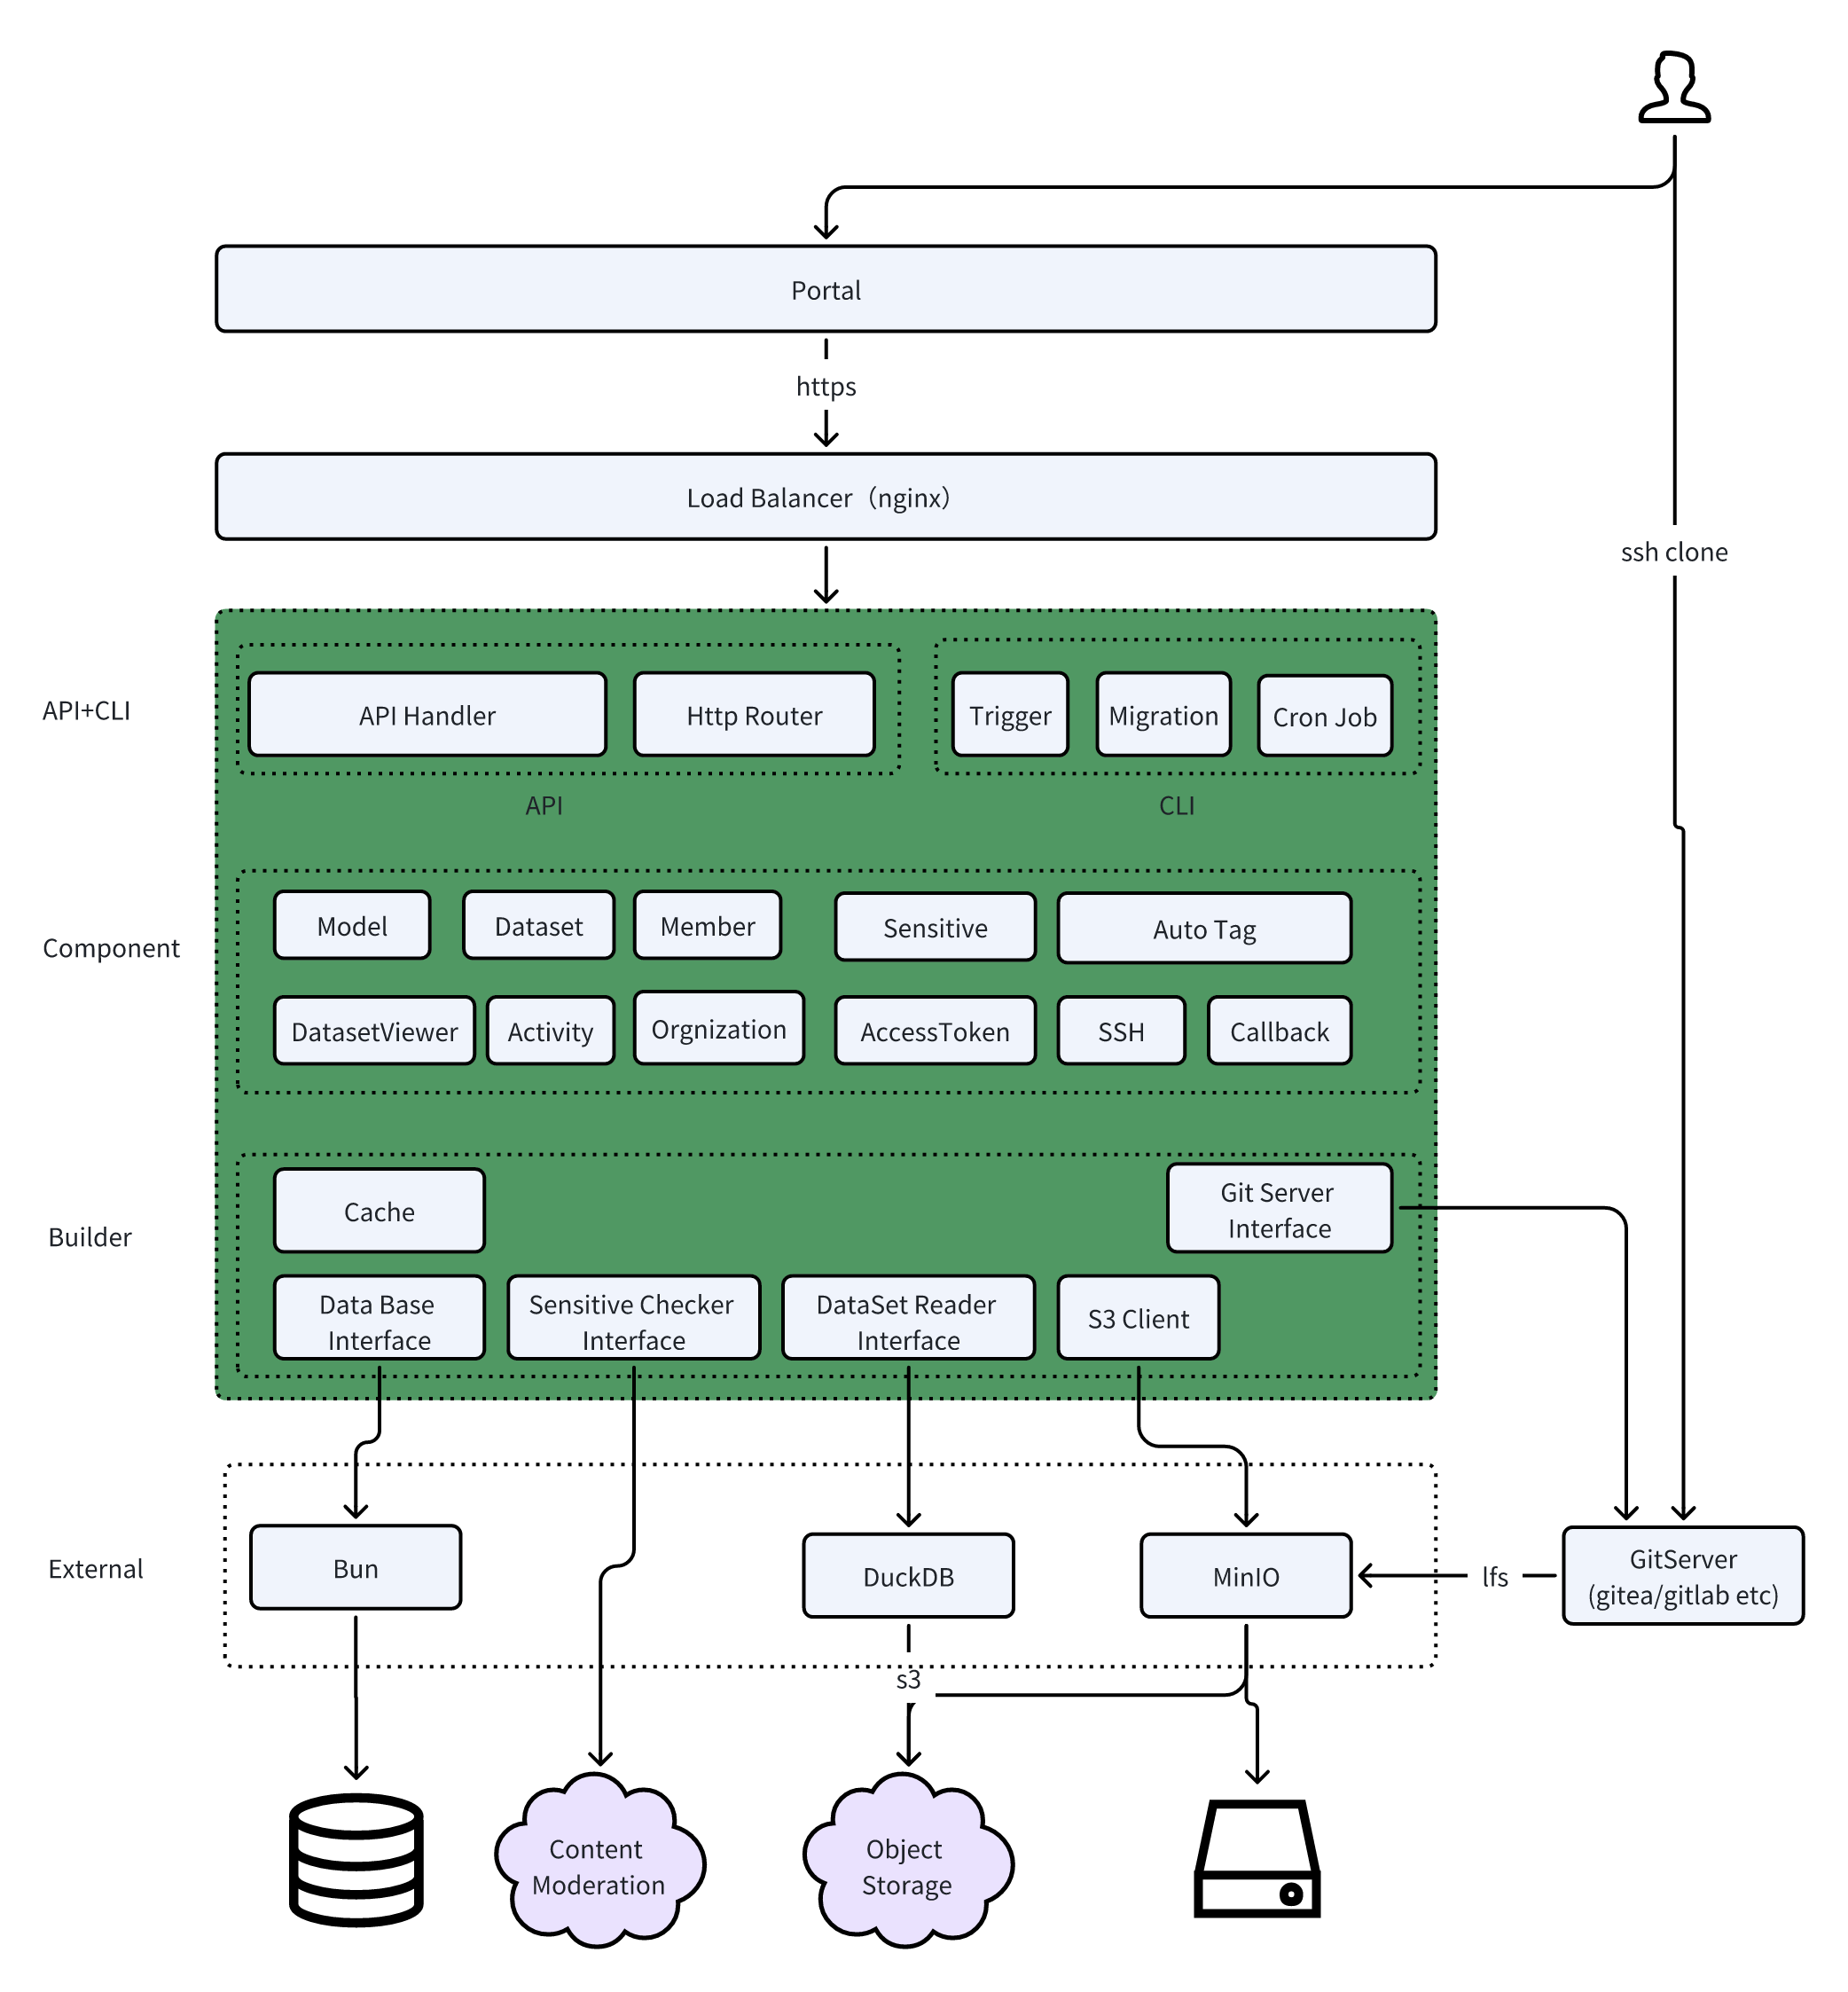 Portal
https
Load Balancer（nginx）
ssh clone
API+CLI
API Handler
Http Router
Trigger
Migration
Cron Job
API
CLI
Component
Model
Dataset
Member
Sensitive
Auto Tag
DatasetViewer
Activity
Orgnization
AccessToken
SSH
Callback
Builder
Cache
Git Server
Interface
Data Base
Interface
Sensitive Checker
Interface
DataSet Reader
Interface
S3 Client
External
Bun
DuckDB
MinIO
lfs
GitServer
(gitea/gitlab etc)
s3
Content
Moderation
Object
Storage